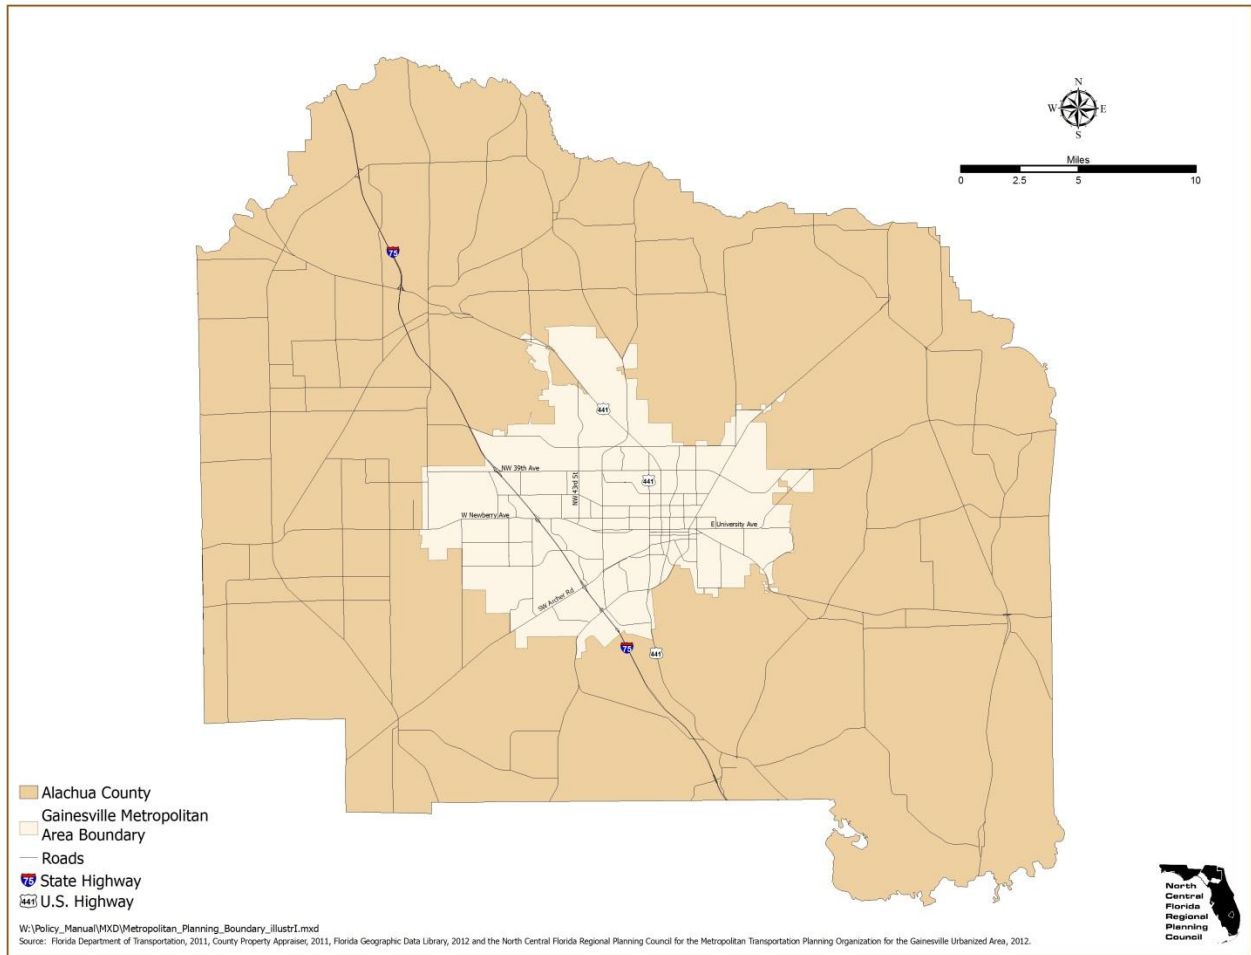 N
W E
S
Miles
0 2.5 5 10
75
441
NW 39th Ave
NW 43rd St
441
W Newberry Ave
E University Ave
SW Archer Rd
75
441
Alachua County
Gainesville Metropolitan
Area Boundary
Roads
75 State Highway
441 U.S. Highway
North
Central
Florida
Regional
Planning
Council
W:\Policy_Manual\MXD\Metropolitan_Planning_Boundary_illustrI.mxd
Source: Florida Department of Transportation, 2011, County Property Appraiser, 2011, Florida Geographic Data Library, 2012 and the North Central Florida Regional Planning Council for the Metropolitan Transportation Planning Organization for the Gainesville Urbanized Area, 2012.